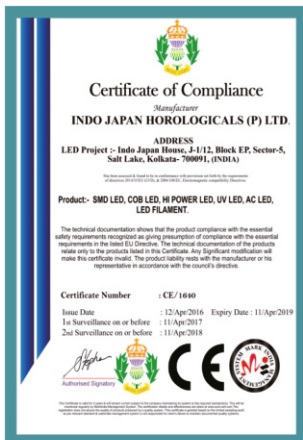 Certificate of Compliance
Manufacturer
INDO JAPAN HOROLOGICALS (P) LTD.
ADDRESS
LED Project :- Indo Japan House, J-1/12, Block EP, Sector-5,
Salt Lake, Kolkata- 700091, (INDIA)
Product:- SMD LED, COB LED, HI POWER LED, UV LED, AC LED,
LED FILAMENT.
The technical documentation shows that the product compliance with the essential
safety requirements recognized as giving presumption of compliance with the essential
requirements in the listed EU Directive. The technical documentation of the products
relate only to the products listed in this Certificate. Any Significant modification will
make this certificate invalid. The product liability rests with the manufacturer or his
representative in accordance with the council's directive.
Certificate Number : CE/1640
Issue Date : 12/Apr/2016 Expiry Date : 11/Apr/2019
1st Surveillance on or before : 11/Apr/2017
2nd Surveillance on or before : 11/Apr/2018
Authorised Signatory
CE